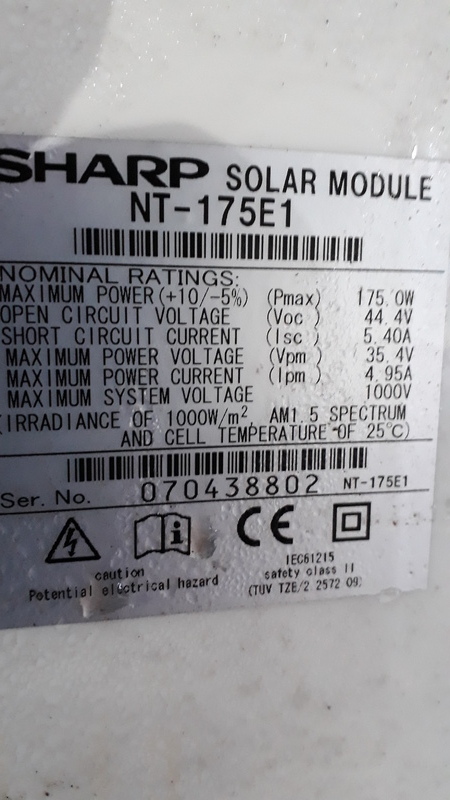 SHARP SOLAR MODULE
NT-175E1
NOMINAL RATINGS:
MAXIMUM POWER (+10/-5%) (Pmax) 175.0W
OPEN CIRCUIT VOLTAGE (Voc) 44.4V
SHORT CIRCUIT CURRENT (Isc) 5.40A
MAXIMUM POWER VOLTAGE (Vpm) 35.4V
MAXIMUM POWER CURRENT (Ipm) 4.95A
MAXIMUM SYSTEM VOLTAGE 1000V
(IRRADIANCE OF 1000W/m² AM1.5 SPECTRUM
AND CELL TEMPERATURE OF 25℃)
Ser. No. 070438802 NT-175E1
i CE
caution
Potential electrical hazard
IEC61215
safety class II
(TUV TZE/2 2572 09)